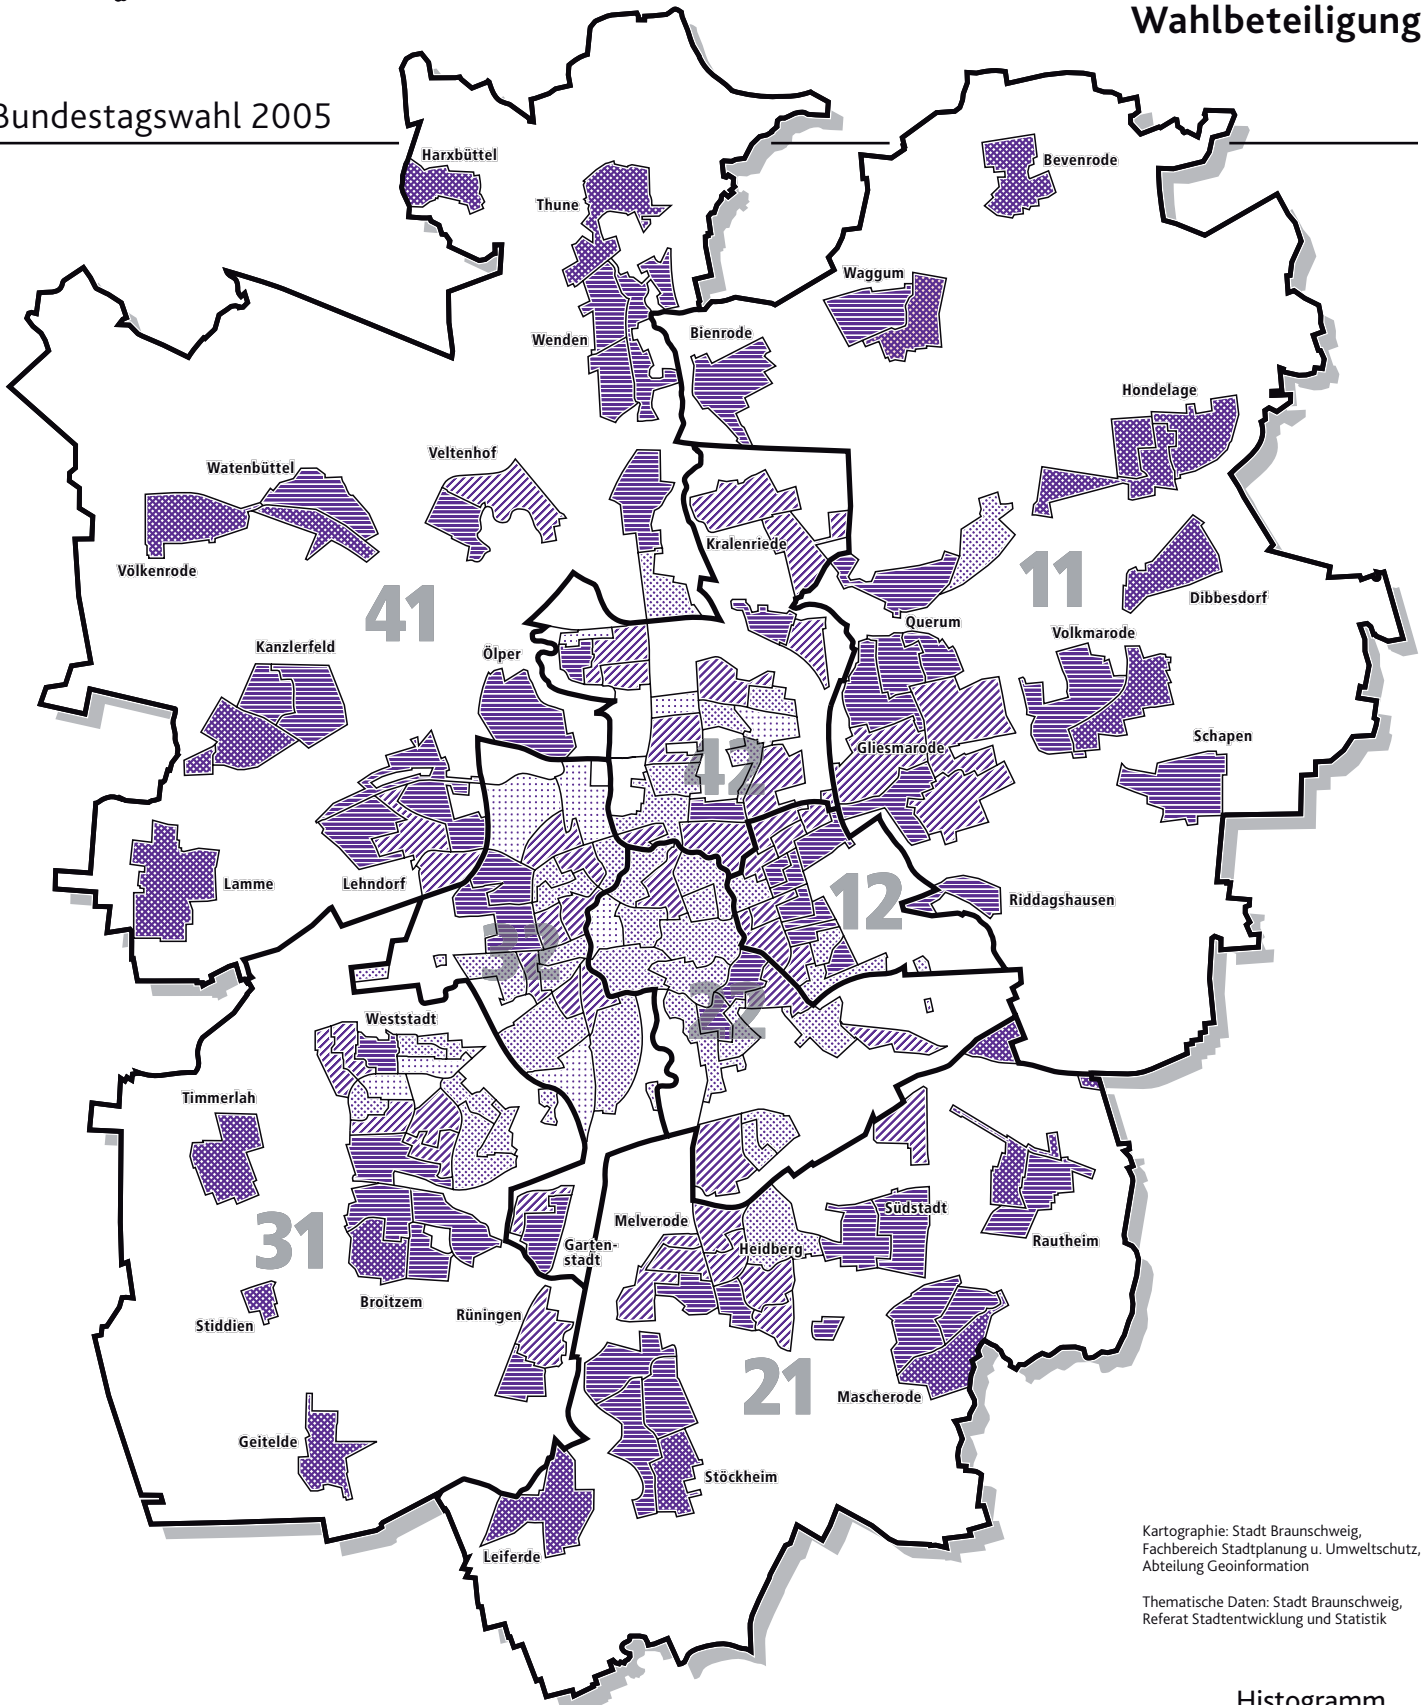 Wahlbeteiligung
Bundestagswahl 2005
Harxbüttel
Bevenrode
Thune
Waggum
Wenden
Bienrode
Hondelage
Veltenhof
Watenbüttel
Kralenriede
Völkenrode
11
41
Dibbesdorf
Querum
Volkmarode
Kanzlerfeld
Ölper
Schapen
Gliesmarode
42
Lamme
Lehndorf
12
Riddagshausen
32
22
Weststadt
Timmerlah
31
Melverode
Südstadt
Heidberg
Garten-
stadt
Rautheim
Broitzem
Rüningen
Stiddien
21
Mascherode
Geitelde
Stöckheim
Leiferde
Kartographie: Stadt Braunschweig,
Fachbereich Stadtplanung u. Umweltschutz,
Abteilung Geoinformation
Thematische Daten: Stadt Braunschweig,
Referat Stadtentwicklung und Statistik
Histogramm